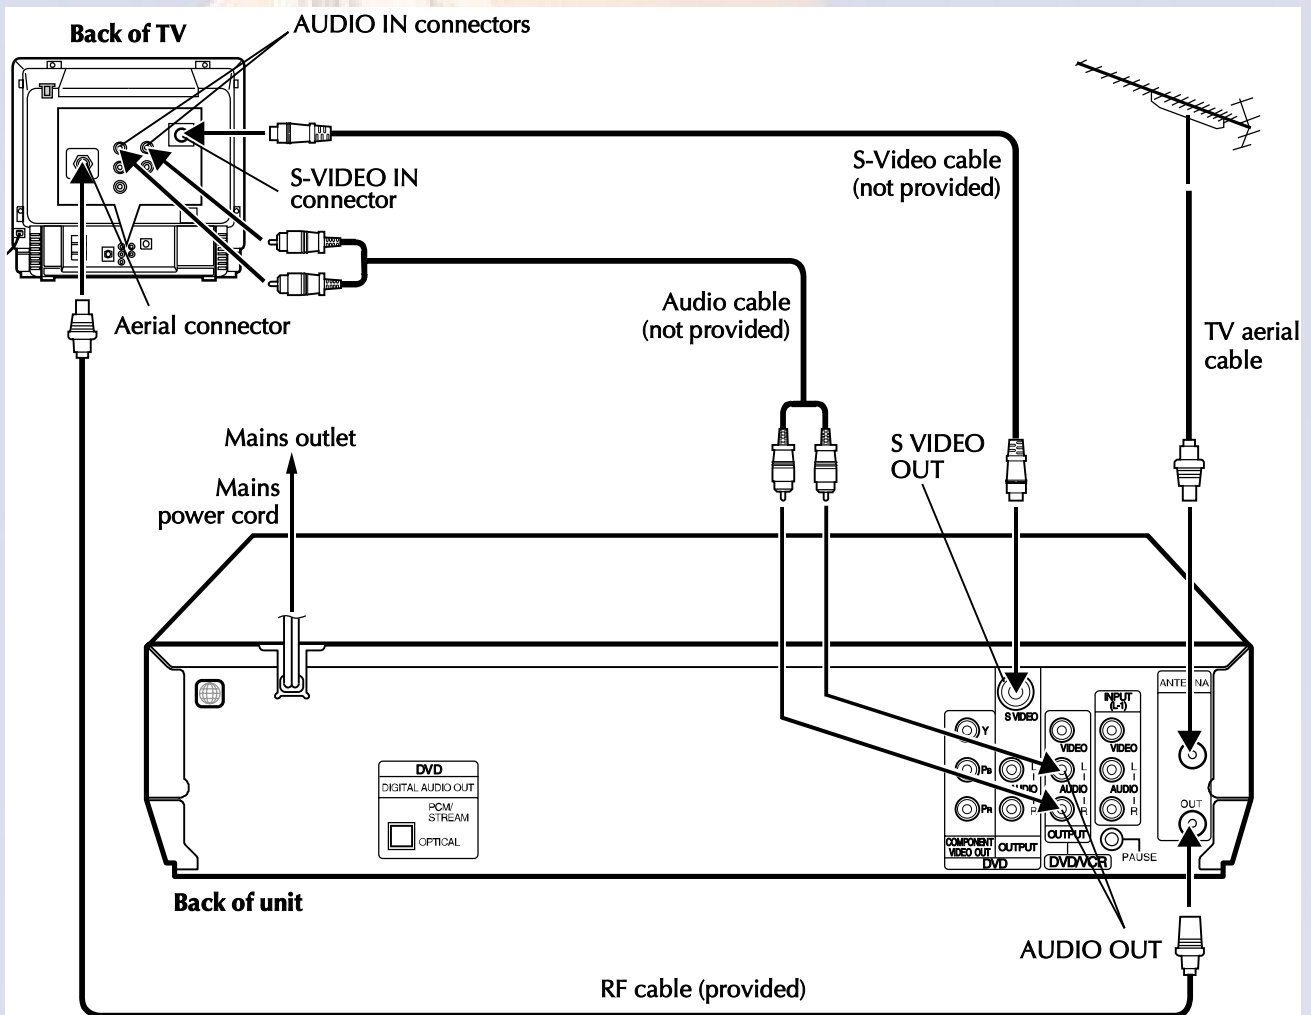 Back of TV
AUDIO IN connectors
S-VIDEO IN
connector
S-Video cable
(not provided)
Aerial connector
Audio cable
(not provided)
TV aerial
cable
Mains outlet
Mains
power cord
S VIDEO
OUT
S VIDEO
Y
PB
PR
L
AUDIO
R
COMPONENT
VIDEO OUT
OUTPUT
DVD
VIDEO
L
AUDIO
R
OUTPUT
DVD/VCR
INPUT
(L-1)
VIDEO
L
AUDIO
R
PAUSE
ANTENNA
OUT
DVD
DIGITAL AUDIO OUT
PCM/
STREAM
OPTICAL
Back of unit
AUDIO OUT
RF cable (provided)